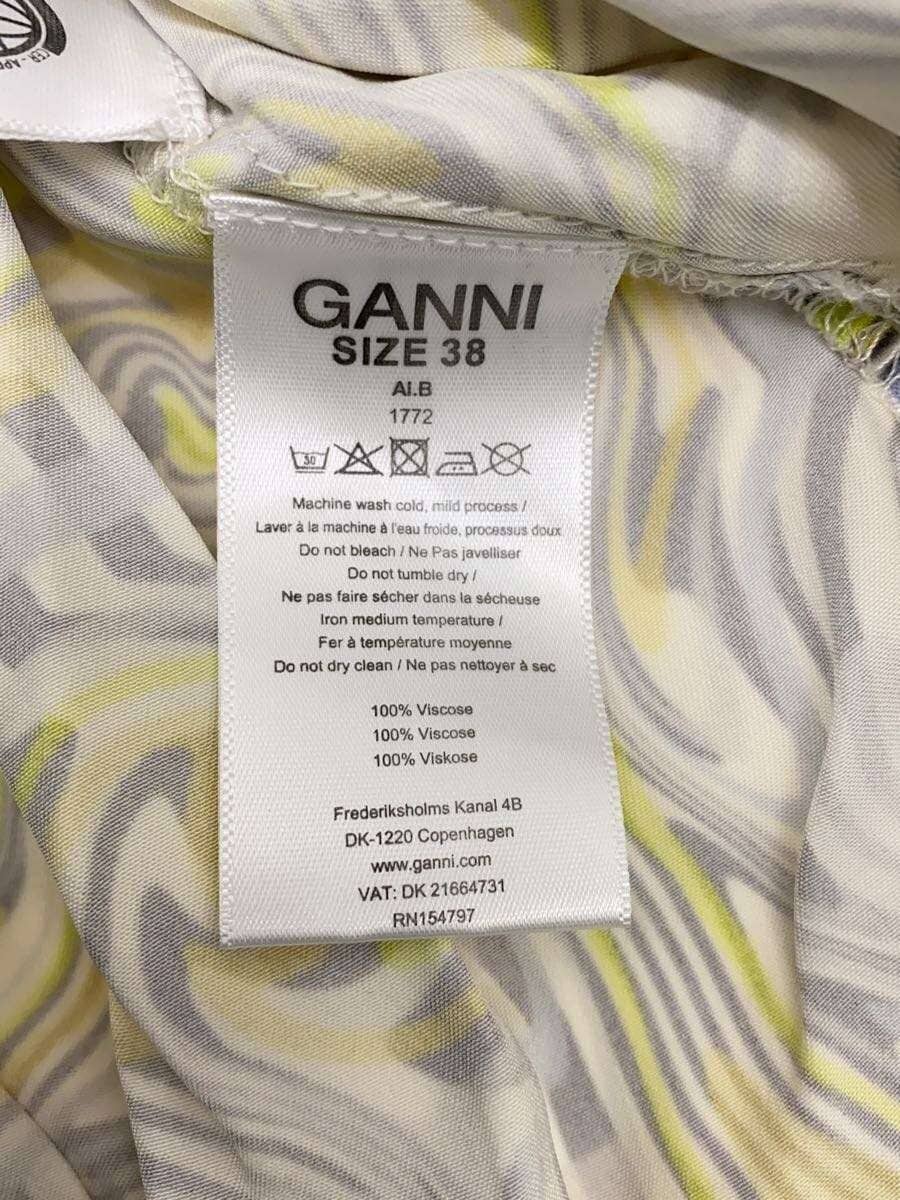 GANNI
SIZE 38
AI.B
1772
30
Machine wash cold, mild process /
Laver à la machine à l'eau froide, processus doux
Do not bleach / Ne Pas javelliser
Do not tumble dry /
Ne pas faire sécher dans la sécheuse
Iron medium temperature /
Fer à température moyenne
Do not dry clean / Ne pas nettoyer à sec
100% Viscose
100% Viscose
100% Viskose
Frederiksholms Kanal 4B
DK-1220 Copenhagen
www.ganni.com
VAT: DK 21664731
RN154797